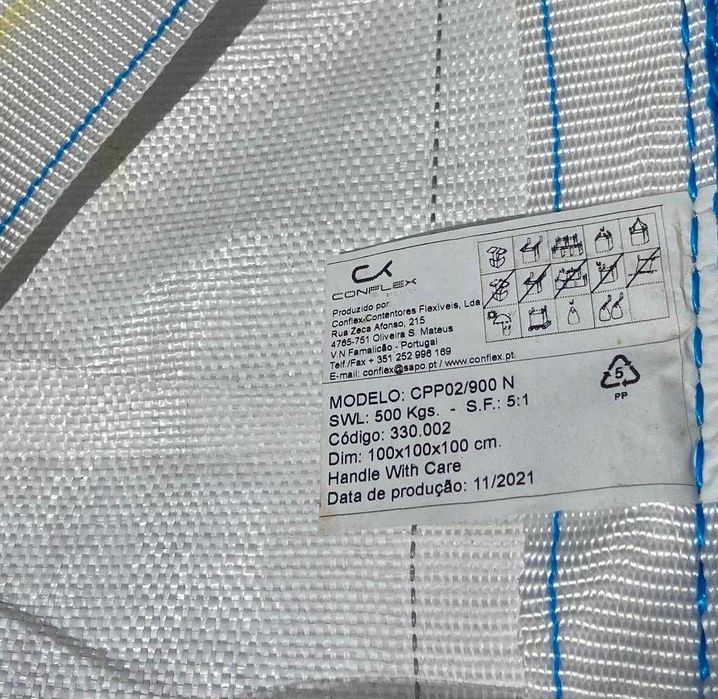 CK
CONFLEX
Produzido por
Conflex-Contentores Flexíveis, Lda
Rua Zeca Afonso, 215
4765-751 Oliveira S. Mateus
V.N Famalicão - Portugal
Telf./Fax + 351 252 996 169
E-mail: conflex@sapo.pt / www.conflex.pt
5
PP
MODELO: CPP02/900 N
SWL: 500 Kgs. - S.F.: 5:1
Código: 330.002
Dim: 100x100x100 cm.
Handle With Care
Data de produção: 11/2021